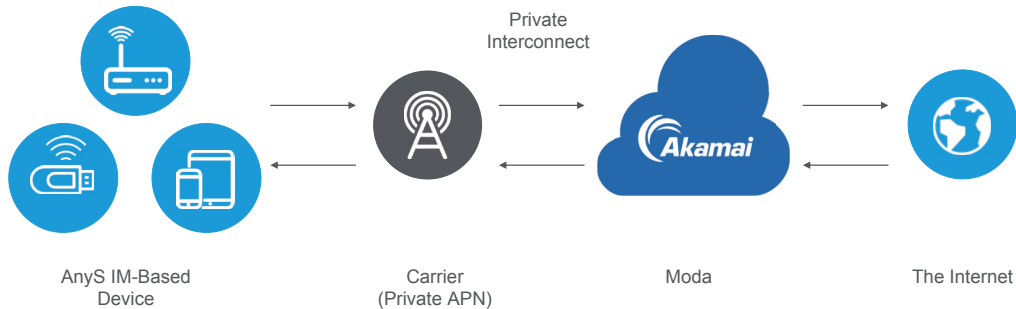 Private
Interconnect
Akamai
AnyS IM-Based
Device
Carrier
(Private APN)
Moda
The Internet